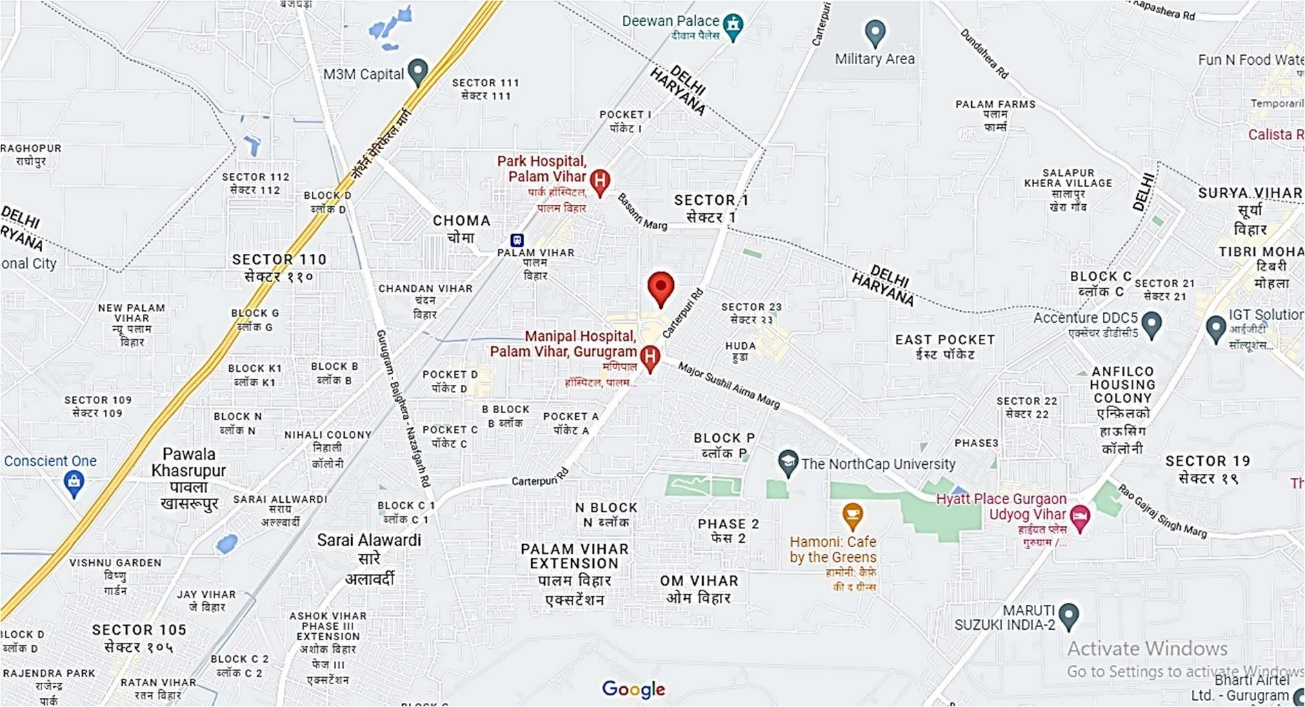 बजघड़ा
Deewan Palace
दीवान पैलेस
Carterpuri
Kapashera Rd
Military Area
Dundahera Rd
Fun N Food Wate
M3M Capital
SECTOR 111
सेक्टर 111
DELHI
HARYANA
PALAM FARMS
पलाम
फार्म्स
Temporaril
POCKET I
पॉकेट I
नॉर्थर्न पेरिफेरल मार्ग
Calista R
RAGHOPUR
राघोपुर
Park Hospital,
Palam Vihar
पार्क हॉस्पिटल,
पालम विहार
SECTOR 112
सेक्टर 112
BLOCK D
ब्लॉक D
SALAPUR
KHERA VILLAGE
सालापुर
खेरा गाँव
DELHI
SURYA VIHAR
सूर्या
विहार
Basant Marg
SECTOR 1
सेक्टर 1
DELHI
RYANA
CHOMA
चोमा
onal City
SECTOR 110
सेक्टर ११०
PALAM VIHAR
पालम
विहार
TIBRI MOHA
टिबरी
मोहला
DELHI
HARYANA
BLOCK C
ब्लॉक C
SECTOR 21
सेक्टर 21
CHANDAN VIHAR
चंदन
विहार
NEW PALAM
VIHAR
न्यू पलाम
विहार
BLOCK G
ब्लॉक G
Carterpuri Rd
SECTOR 23
सेक्टर २३
Accenture DDC5
एक्सेंचर डीडीसी5
IGT Solution
आईजीटी
सॉल्यूशंस...
Manipal Hospital,
Palam Vihar, Gurugram
मणिपाल
हॉस्पिटल, पालम...
HUDA
हुडा
EAST POCKET
ईस्ट पॉकेट
Gurugram - Bajghera - Nazafgarh Rd
BLOCK K1
ब्लॉक K1
BLOCK B
ब्लॉक B
POCKET D
पॉकेट D
Major Sushil Aima Marg
ANFILCO
HOUSING
COLONY
एन्फ़िलको
हाऊसिंग
कॉलोनी
SECTOR 109
सेक्टर 109
BLOCK N
ब्लॉक N
B BLOCK
B ब्लॉक
POCKET A
पॉकेट A
SECTOR 22
सेक्टर 22
NIHALI COLONY
निहाली
कॉलोनी
POCKET C
पॉकेट C
BLOCK P
ब्लॉक P
PHASE3
Conscient One
Pawala
Khasrupur
पावला
खासरूपुर
The NorthCap University
SECTOR 19
सेक्टर १९
Th
Carterpuri Rd
SARAI ALLWARDI
सराय
अल्ल्वार्दी
BLOCK C 1
ब्लॉक C 1
N BLOCK
N ब्लॉक
Hyatt Place Gurgaon
Udyog Vihar
हाईयत प्लेस
गुरुग्राम /...
Rao Gajraj Singh Marg
PHASE 2
फेस 2
Hamoni: Cafe
by the Greens
हामोनी: कैफ़े
की द ग्रीन्स
Sarai Alawardi
सारे
अलावर्दी
PALAM VIHAR
EXTENSION
पालम विहार
एक्सटेंशन
VISHNU GARDEN
विष्णु
गार्डन
OM VIHAR
ओम विहार
JAY VIHAR
जे विहार
ASHOK VIHAR
PHASE III
EXTENSION
अशोक विहार
फेज III
एक्सटेंशन
MARUTI
SUZUKI INDIA-2
BLOCK D
ब्लॉक D
SECTOR 105
सेक्टर १०५
Activate Windows
Go to Settings to activate Windows
BLOCK C 2
ब्लॉक C 2
RAJENDRA PARK
राजेन्द्र
पार्क
RATAN VIHAR
रतन विहार
Google
Bharti Airtel
Ltd. - Gurugram